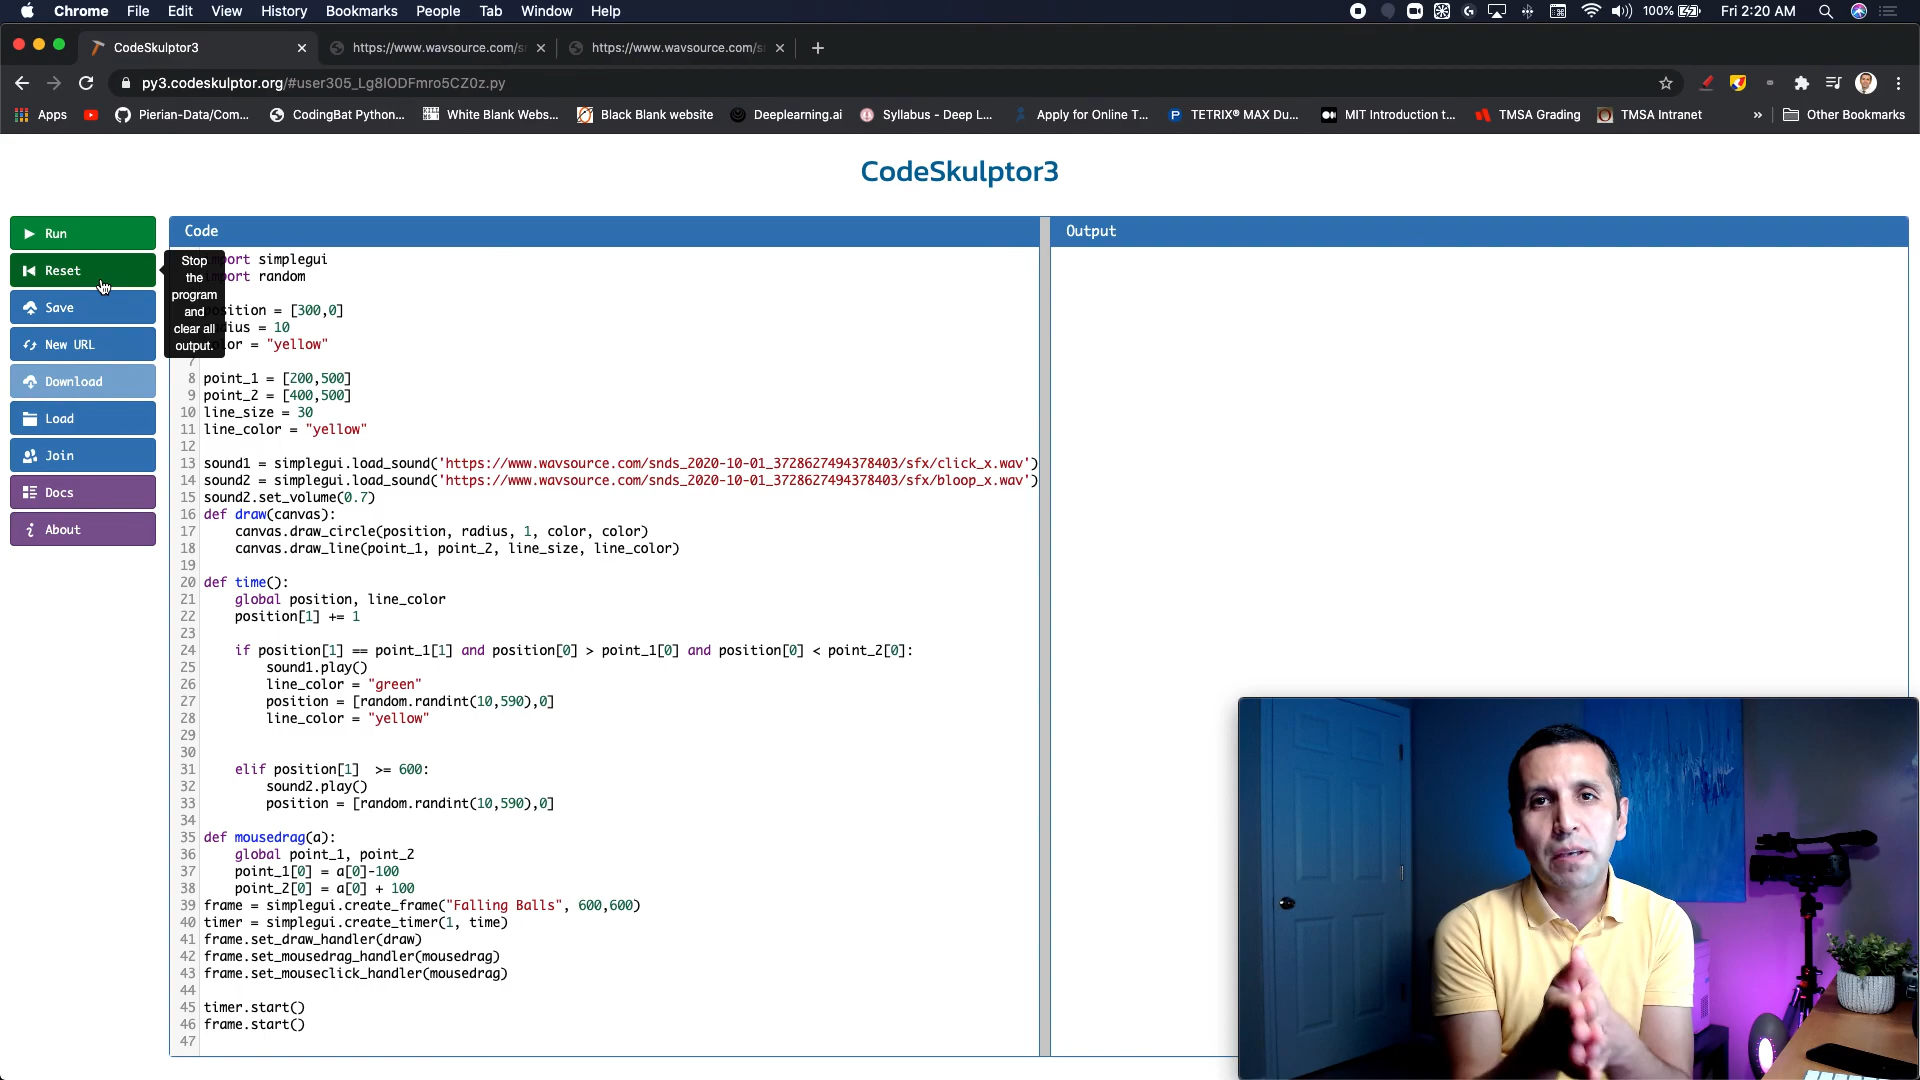 Chrome File Edit View History Bookmarks People Tab Window Help 100% Fri 2:20 AM
CodeSkulptor3 https://www.wavsource.com/s https://www.wavsource.com/s
py3.codeskulptor.org/#user305_Lg8lODFmro5CZ0z.py
Apps Pierian-Data/Com... CodingBat Python... White Blank Webs... Black Blank website Deeplearning.ai Syllabus - Deep L... Apply for Online T... TETRIX® MAX Du... MIT Introduction t... TMSA Grading TMSA Intranet » Other Bookmarks
CodeSkulptor3
Run
Reset
Save
New URL
Download
Load
Join
Docs
About
Stop
the
program
and
clear all
output.
Code
port simplegui
port random
osition = [300,0]
dius = 10
lor = "yellow"
7
8 point_1 = [200,500]
9 point_2 = [400,500]
10 line_size = 30
11 line_color = "yellow"
12
13 sound1 = simplegui.load_sound('https://www.wavsource.com/snds_2020-10-01_3728627494378403/sfx/click_x.wav')
14 sound2 = simplegui.load_sound('https://www.wavsource.com/snds_2020-10-01_3728627494378403/sfx/bloop_x.wav')
15 sound2.set_volume(0.7)
16 def draw(canvas):
17 canvas.draw_circle(position, radius, 1, color, color)
18 canvas.draw_line(point_1, point_2, line_size, line_color)
19
20 def time():
21 global position, line_color
22 position[1] += 1
23
24 if position[1] == point_1[1] and position[0] > point_1[0] and position[0] < point_2[0]:
25 sound1.play()
26 line_color = "green"
27 position = [random.randint(10,590),0]
28 line_color = "yellow"
29
30
31 elif position[1] >= 600:
32 sound2.play()
33 position = [random.randint(10,590),0]
34
35 def mousedrag(a):
36 global point_1, point_2
37 point_1[0] = a[0]-100
38 point_2[0] = a[0] + 100
39 frame = simplegui.create_frame("Falling Balls", 600,600)
40 timer = simplegui.create_timer(1, time)
41 frame.set_draw_handler(draw)
42 frame.set_mousedrag_handler(mousedrag)
43 frame.set_mouseclick_handler(mousedrag)
44
45 timer.start()
46 frame.start()
47
Output